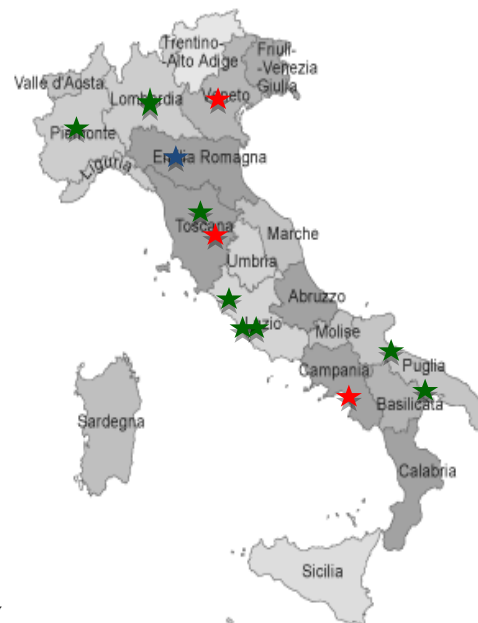 Trentino-
-Alto Adige
Friuli-
-Venezia
Giulia
Valle d'Aosta
Lombardia
Veneto
Piemonte
Liguria
Emilia Romagna
Toscana
Marche
Umbria
Abruzzo
Lazio
Molise
Campania
Puglia
Basilicata
Sardegna
Calabria
Sicilia